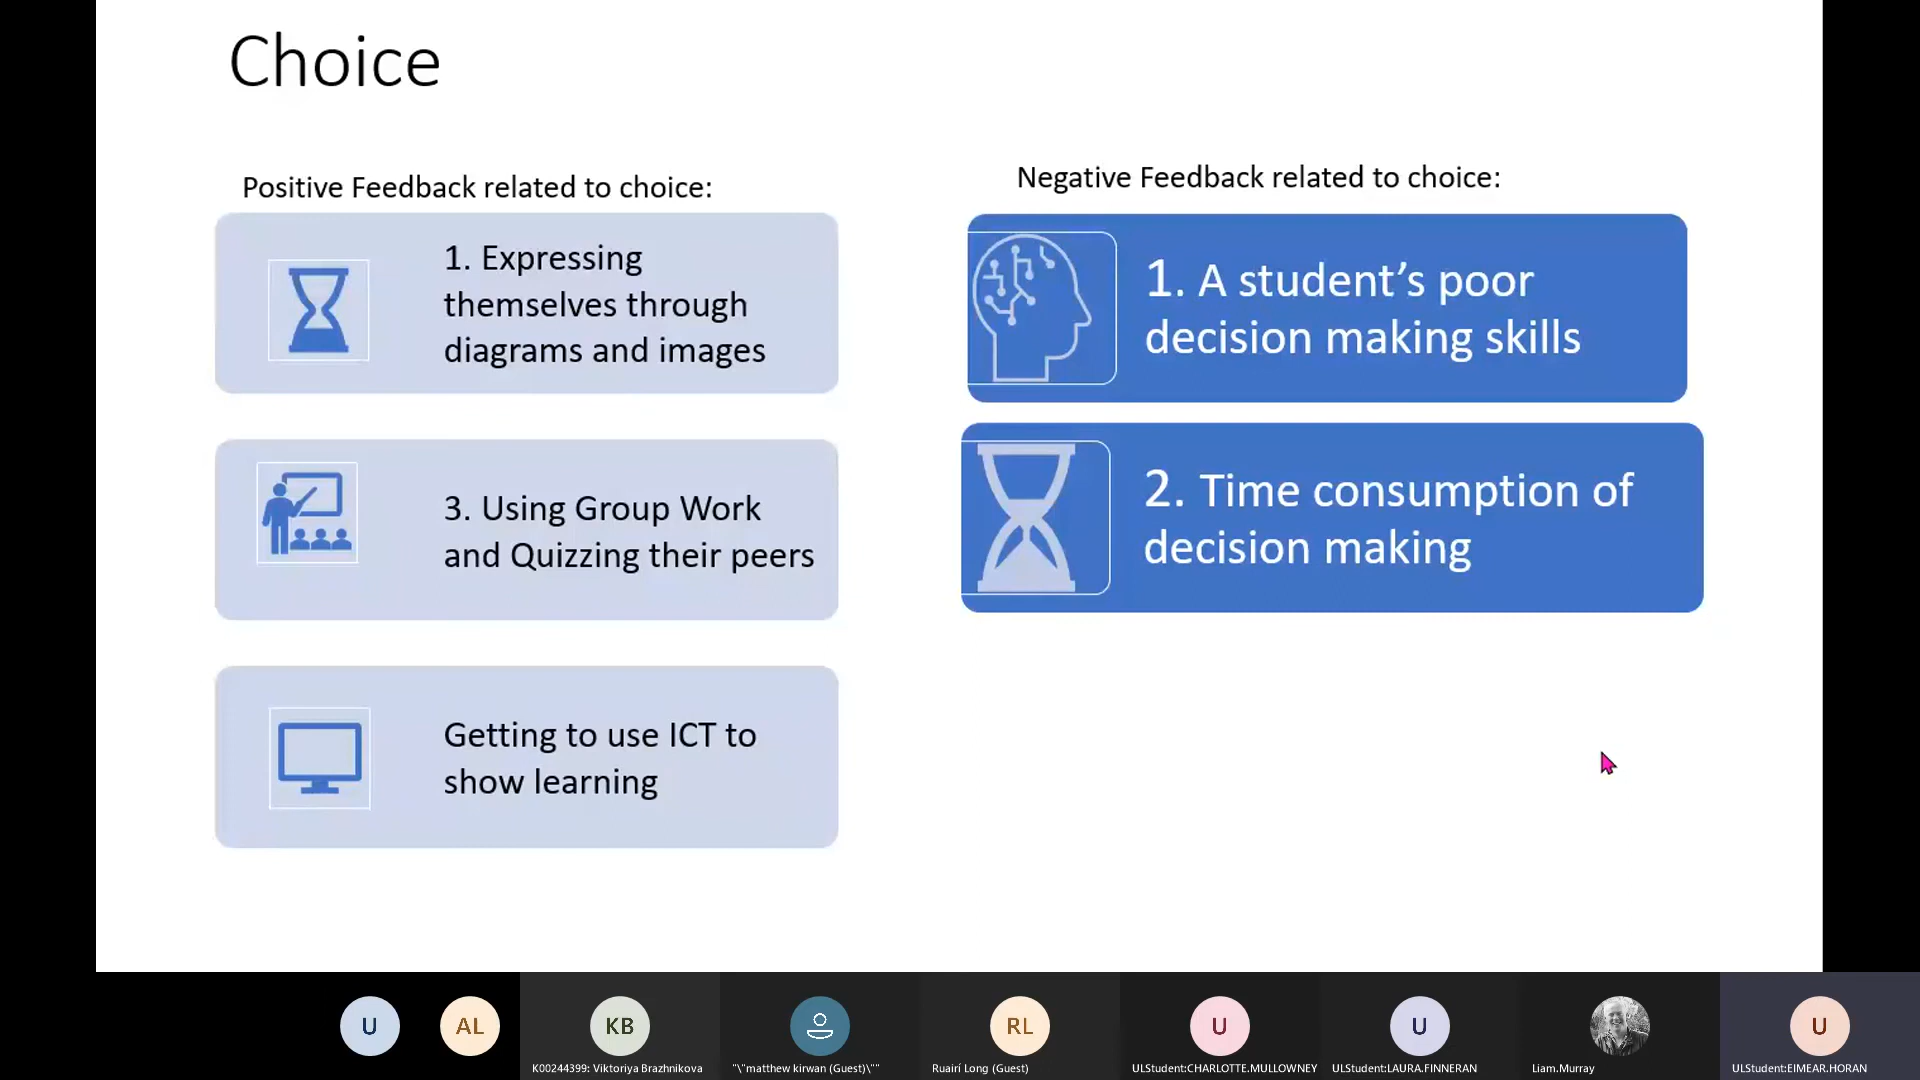 Choice
Positive Feedback related to choice:
1. Expressing
themselves through
diagrams and images
3. Using Group Work
and Quizzing their peers
Getting to use ICT to
show learning
Negative Feedback related to choice:
1. A student’s poor
decision making skills
2. Time consumption of
decision making
U
AL
KB
K00244399: Viktoriya Brazhnikova
"\"matthew kirwan (Guest)\""
RL
Ruairí Long (Guest)
U
ULStudent:CHARLOTTE.MULLOWNEY
U
ULStudent:LAURA.FINNERAN
Liam.Murray
U
ULStudent:EIMEAR.HORAN